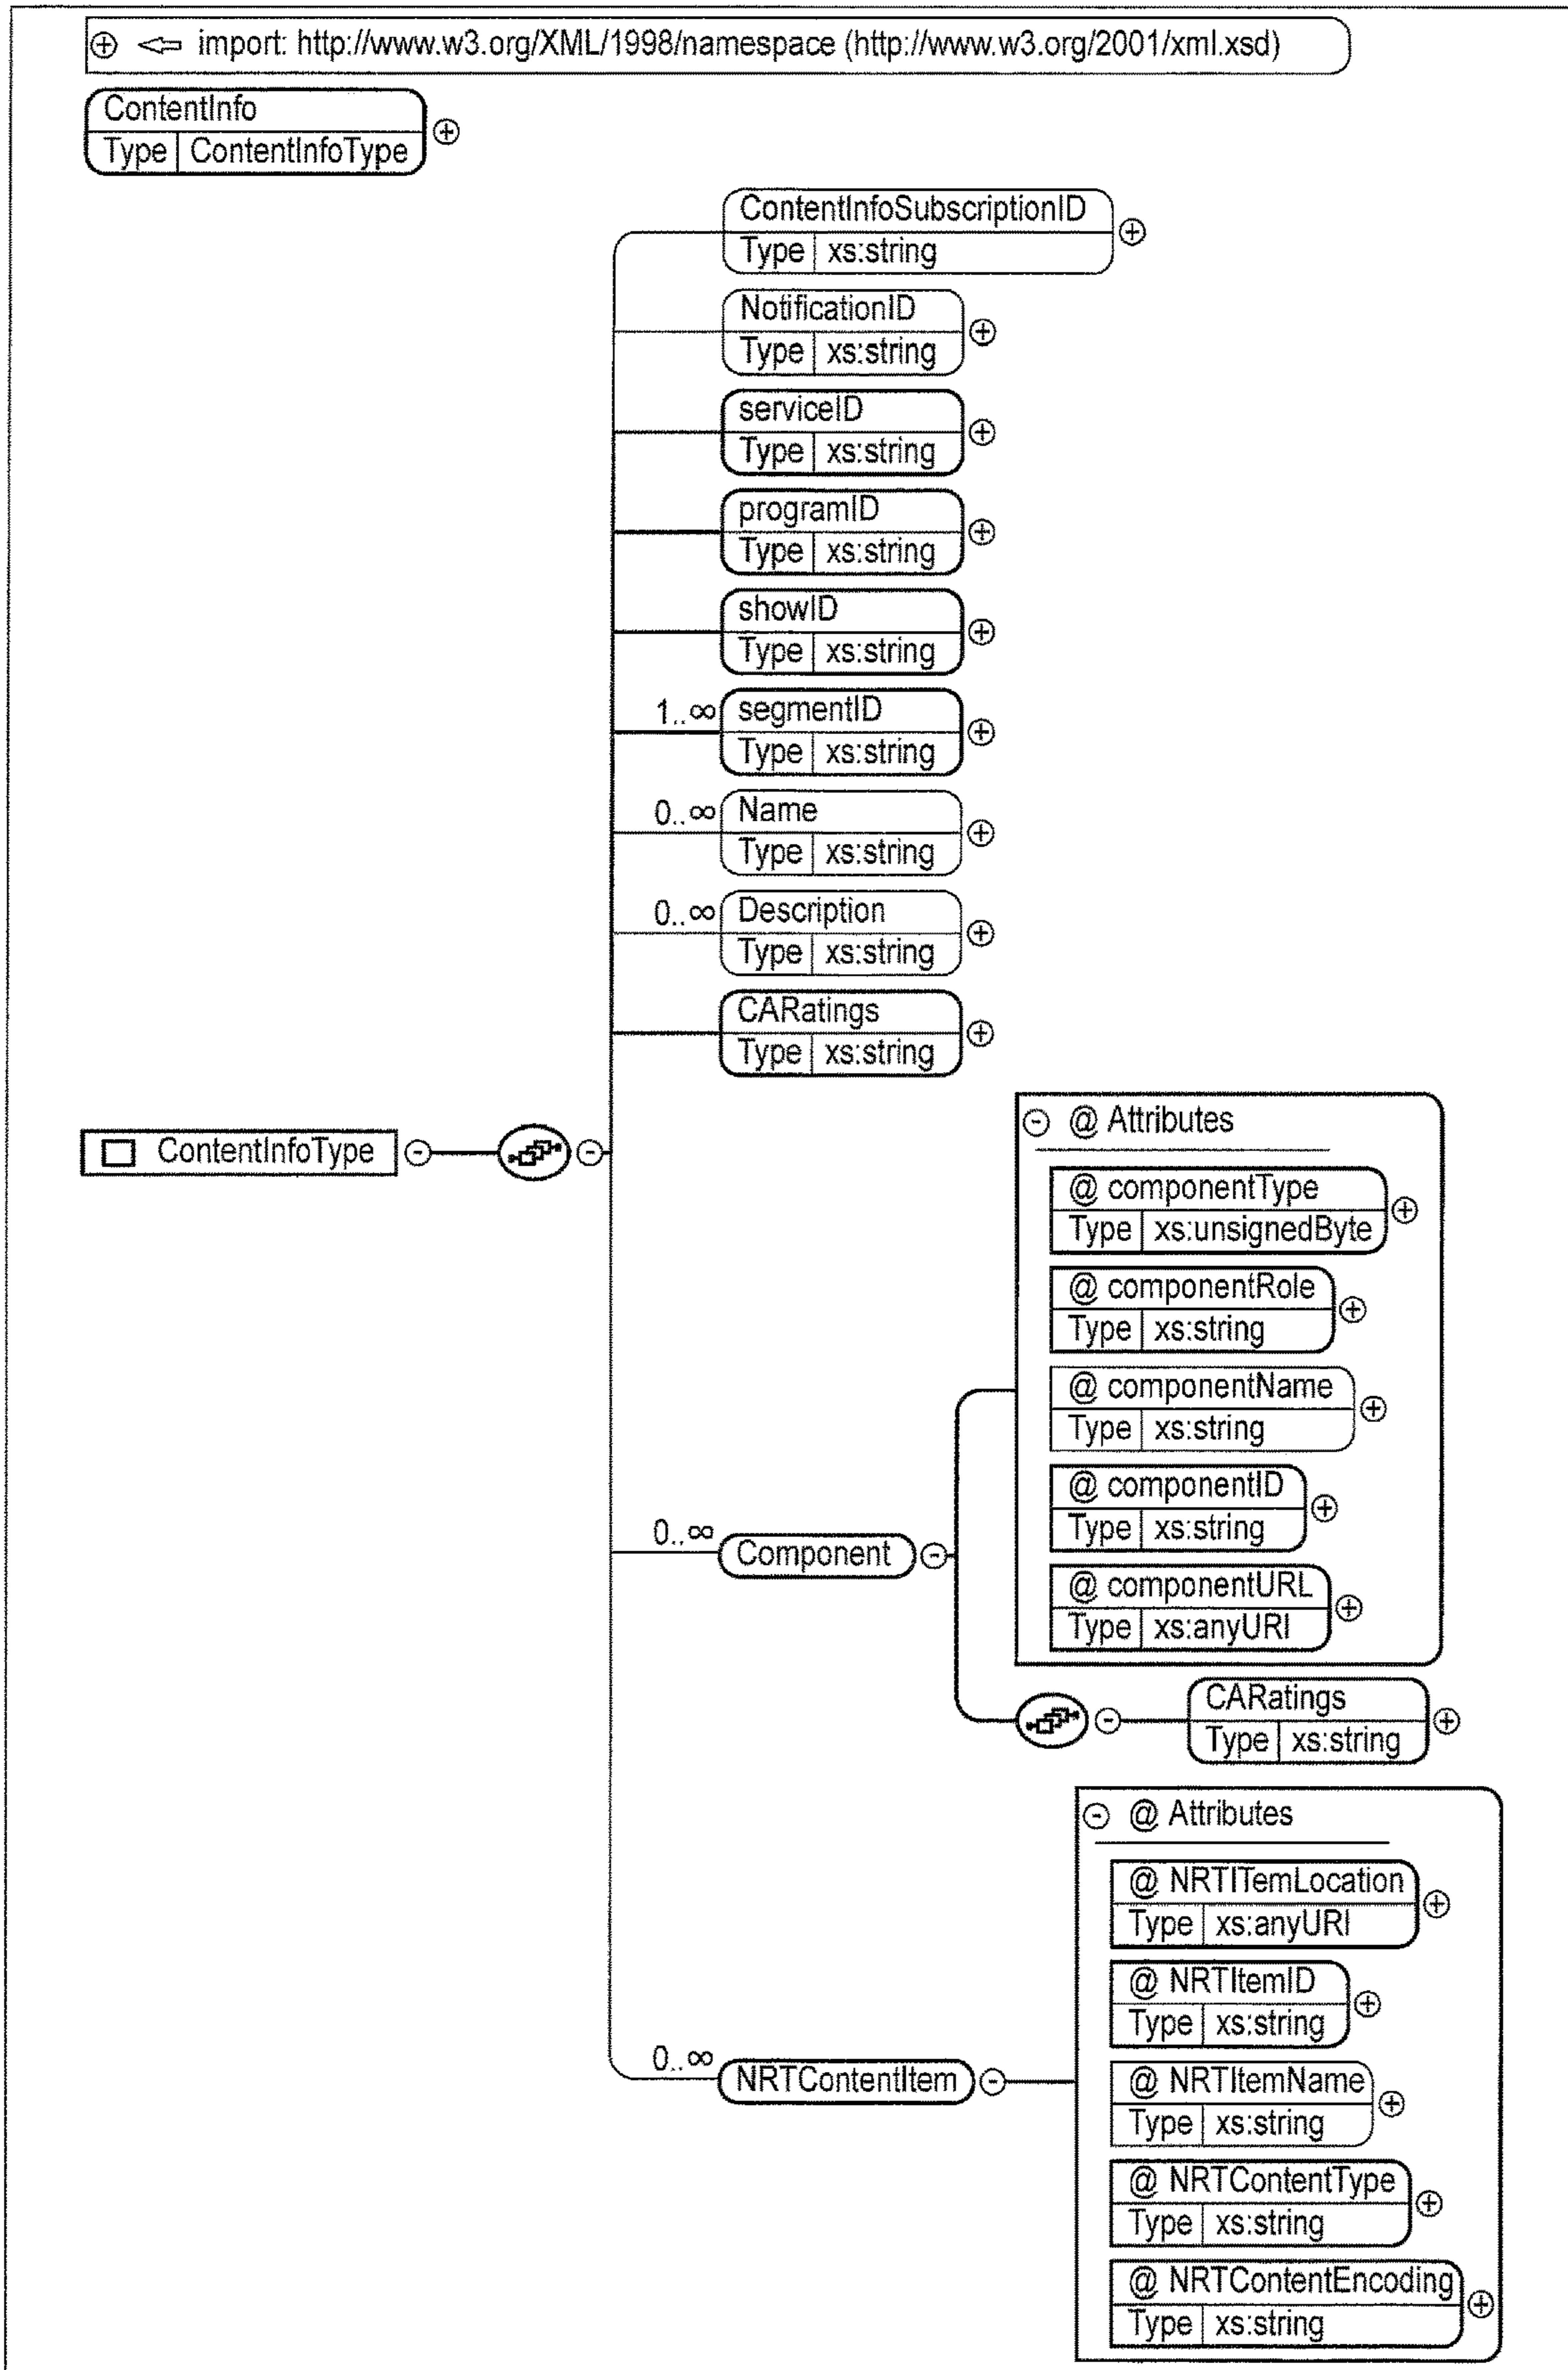 import: http://www.w3.org/XML/1998/namespace (http://www.w3.org/2001/xml.xsd)
ContentInfo
Type ContentInfoType
ContentInfoSubscriptionID
Type xs:string
NotificationID
Type xs:string
serviceID
Type xs:string
programID
Type xs:string
showID
Type xs:string
1..∞ segmentID
Type xs:string
0..∞ Name
Type xs:string
0..∞ Description
Type xs:string
CARatings
Type xs:string
ContentInfoType
@ Attributes
@ componentType
Type xs:unsignedByte
@ componentRole
Type xs:string
@ componentName
Type xs:string
@ componentID
Type xs:string
0..∞ Component
@ componentURL
Type xs:anyURI
CARatings
Type xs:string
@ Attributes
@ NRTITemLocation
Type xs:anyURI
@ NRTItemID
Type xs:string
0..∞ NRTContentItem
@ NRTItemName
Type xs:string
@ NRTContentType
Type xs:string
@ NRTContentEncoding
Type xs:string